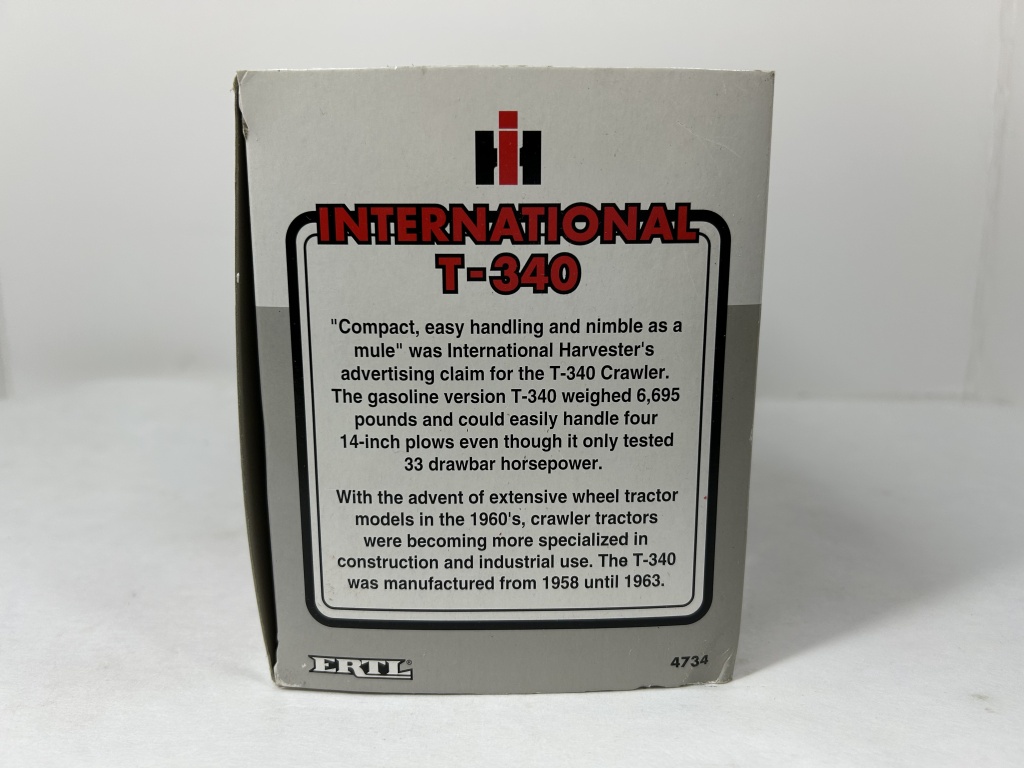 IH
INTERNATIONAL
T-340
"Compact, easy handling and nimble as a
mule" was International Harvester's
advertising claim for the T-340 Crawler.
The gasoline version T-340 weighed 6,695
pounds and could easily handle four
14-inch plows even though it only tested
33 drawbar horsepower.
With the advent of extensive wheel tractor
models in the 1960's, crawler tractors
were becoming more specialized in
construction and industrial use. The T-340
was manufactured from 1958 until 1963.
ERTL®
4734